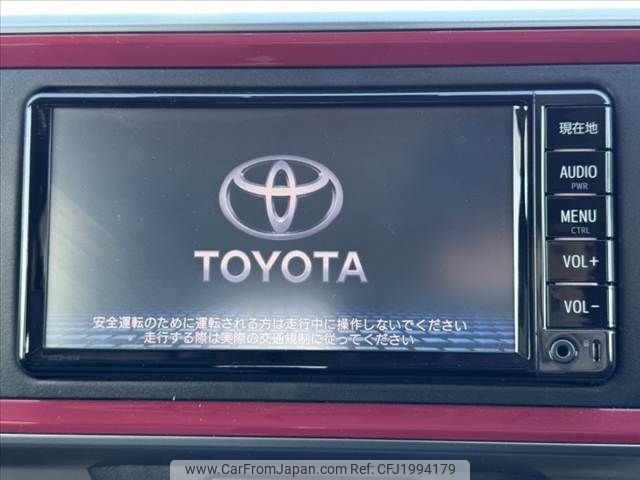 現在地
AUDIO
PWR
MENU
CTRL
VOL+
VOL-
TOYOTA
安全運転のために運転される方は走行中に操作しないでください
走行する際は実際の交通規制に従ってください
www.CarFromJapan.com | Stock ID: CFJ1994179